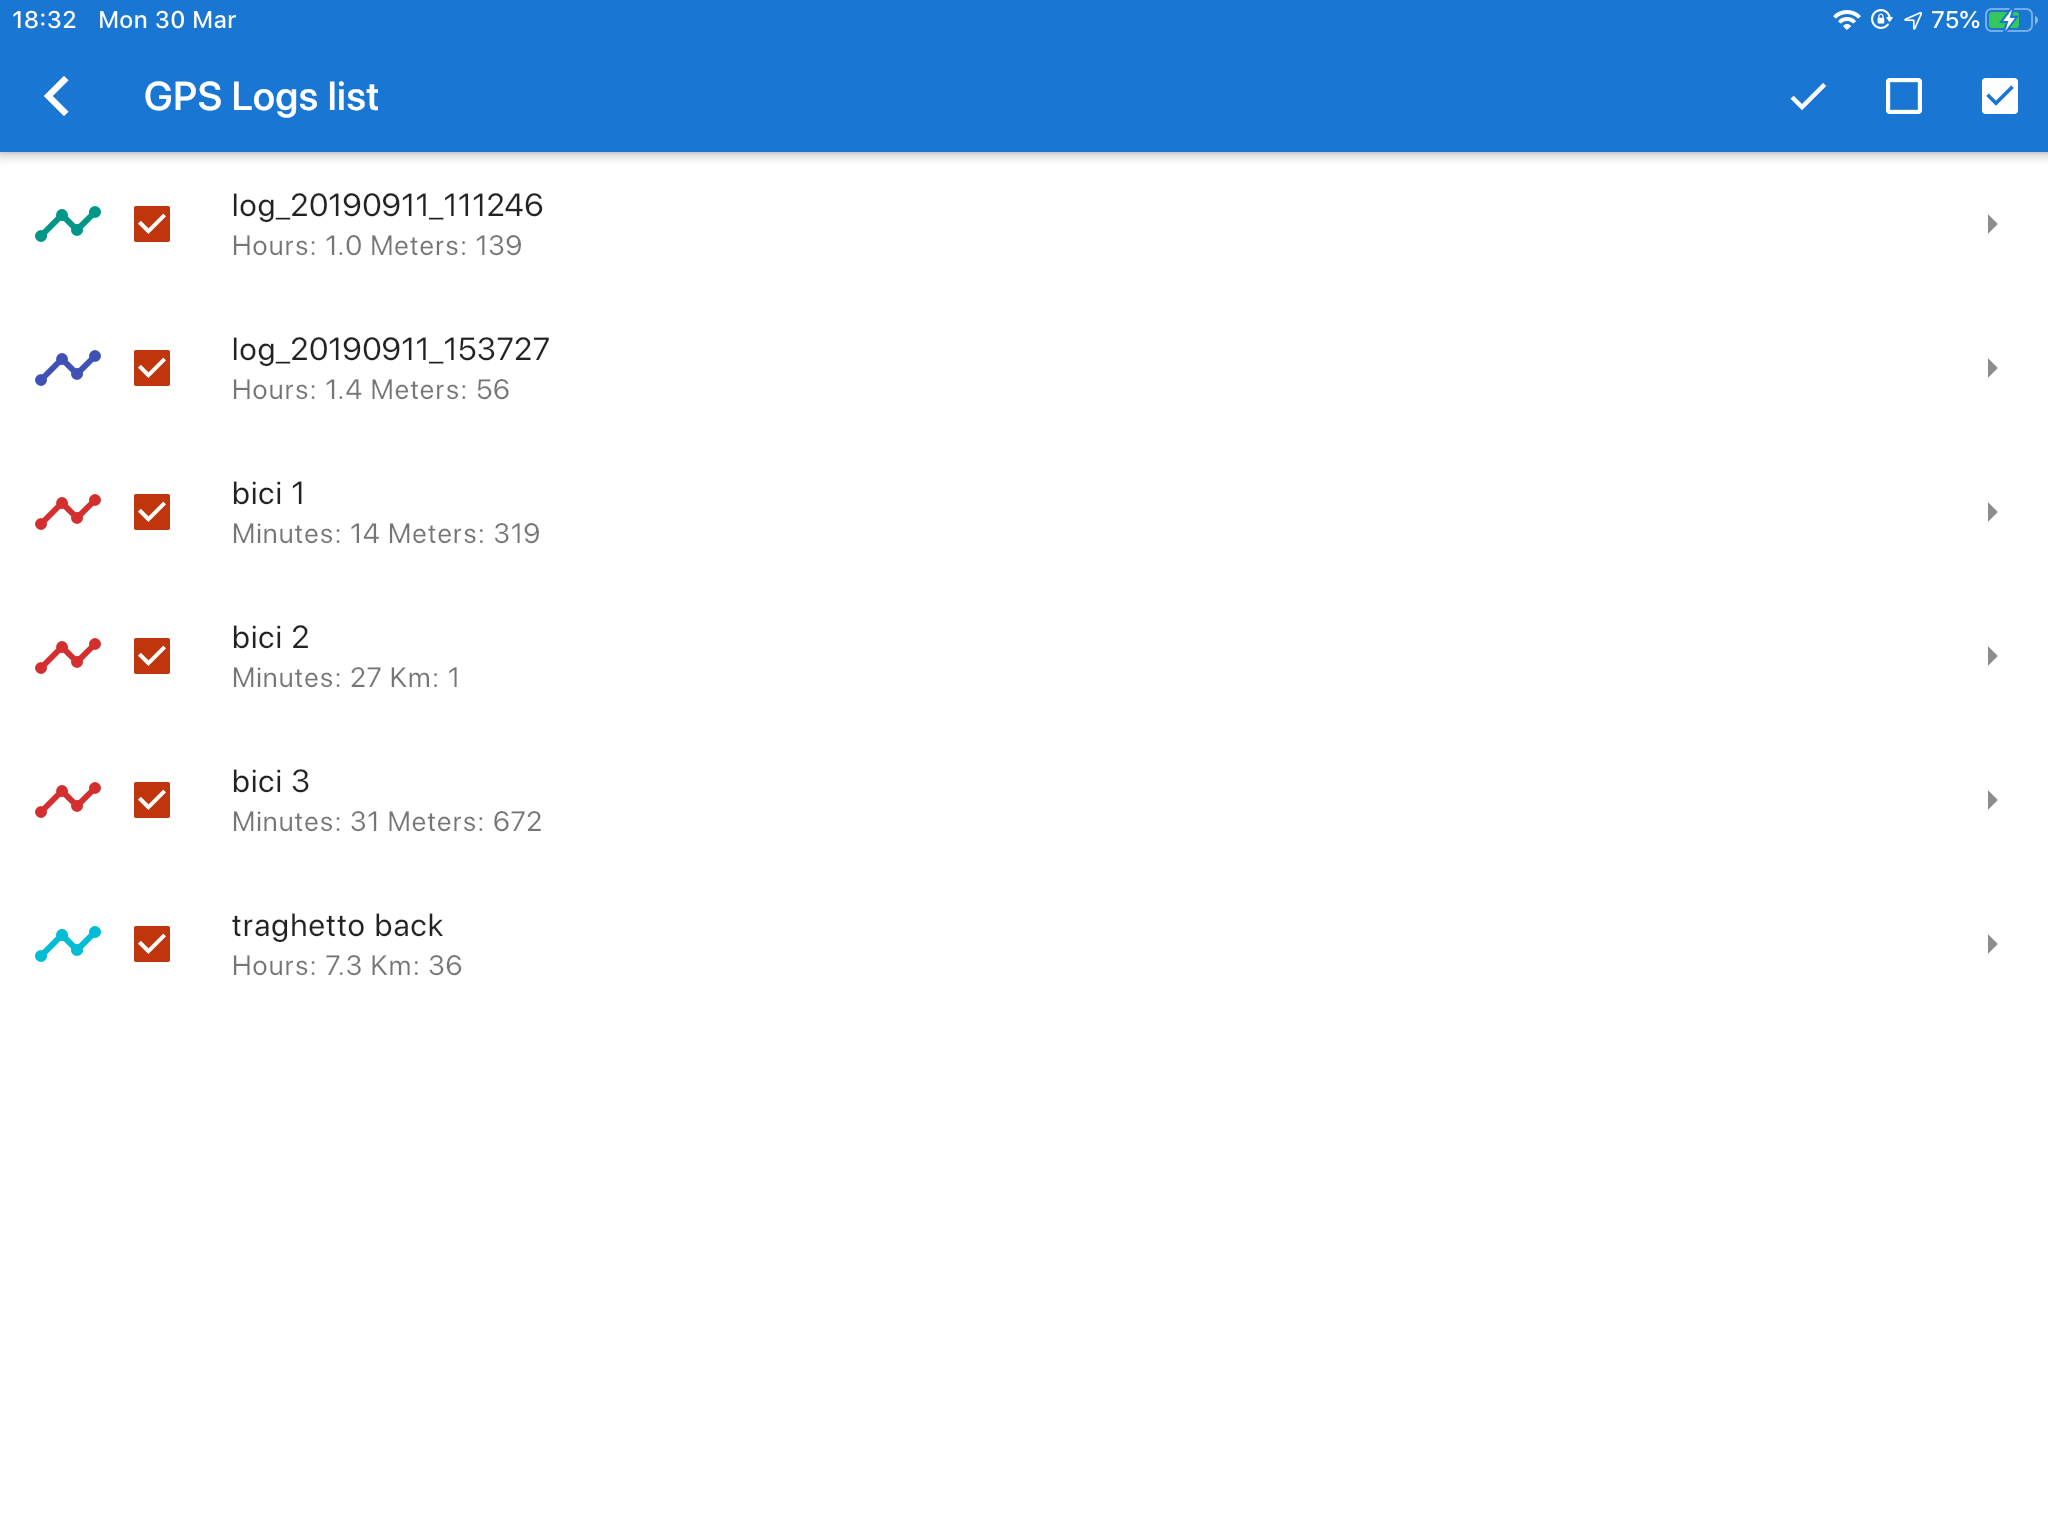 18:32 Mon 30 Mar 75%
GPS Logs list
log_20190911_111246
Hours: 1.0 Meters: 139
log_20190911_153727
Hours: 1.4 Meters: 56
bici 1
Minutes: 14 Meters: 319
bici 2
Minutes: 27 Km: 1
bici 3
Minutes: 31 Meters: 672
traghetto back
Hours: 7.3 Km: 36